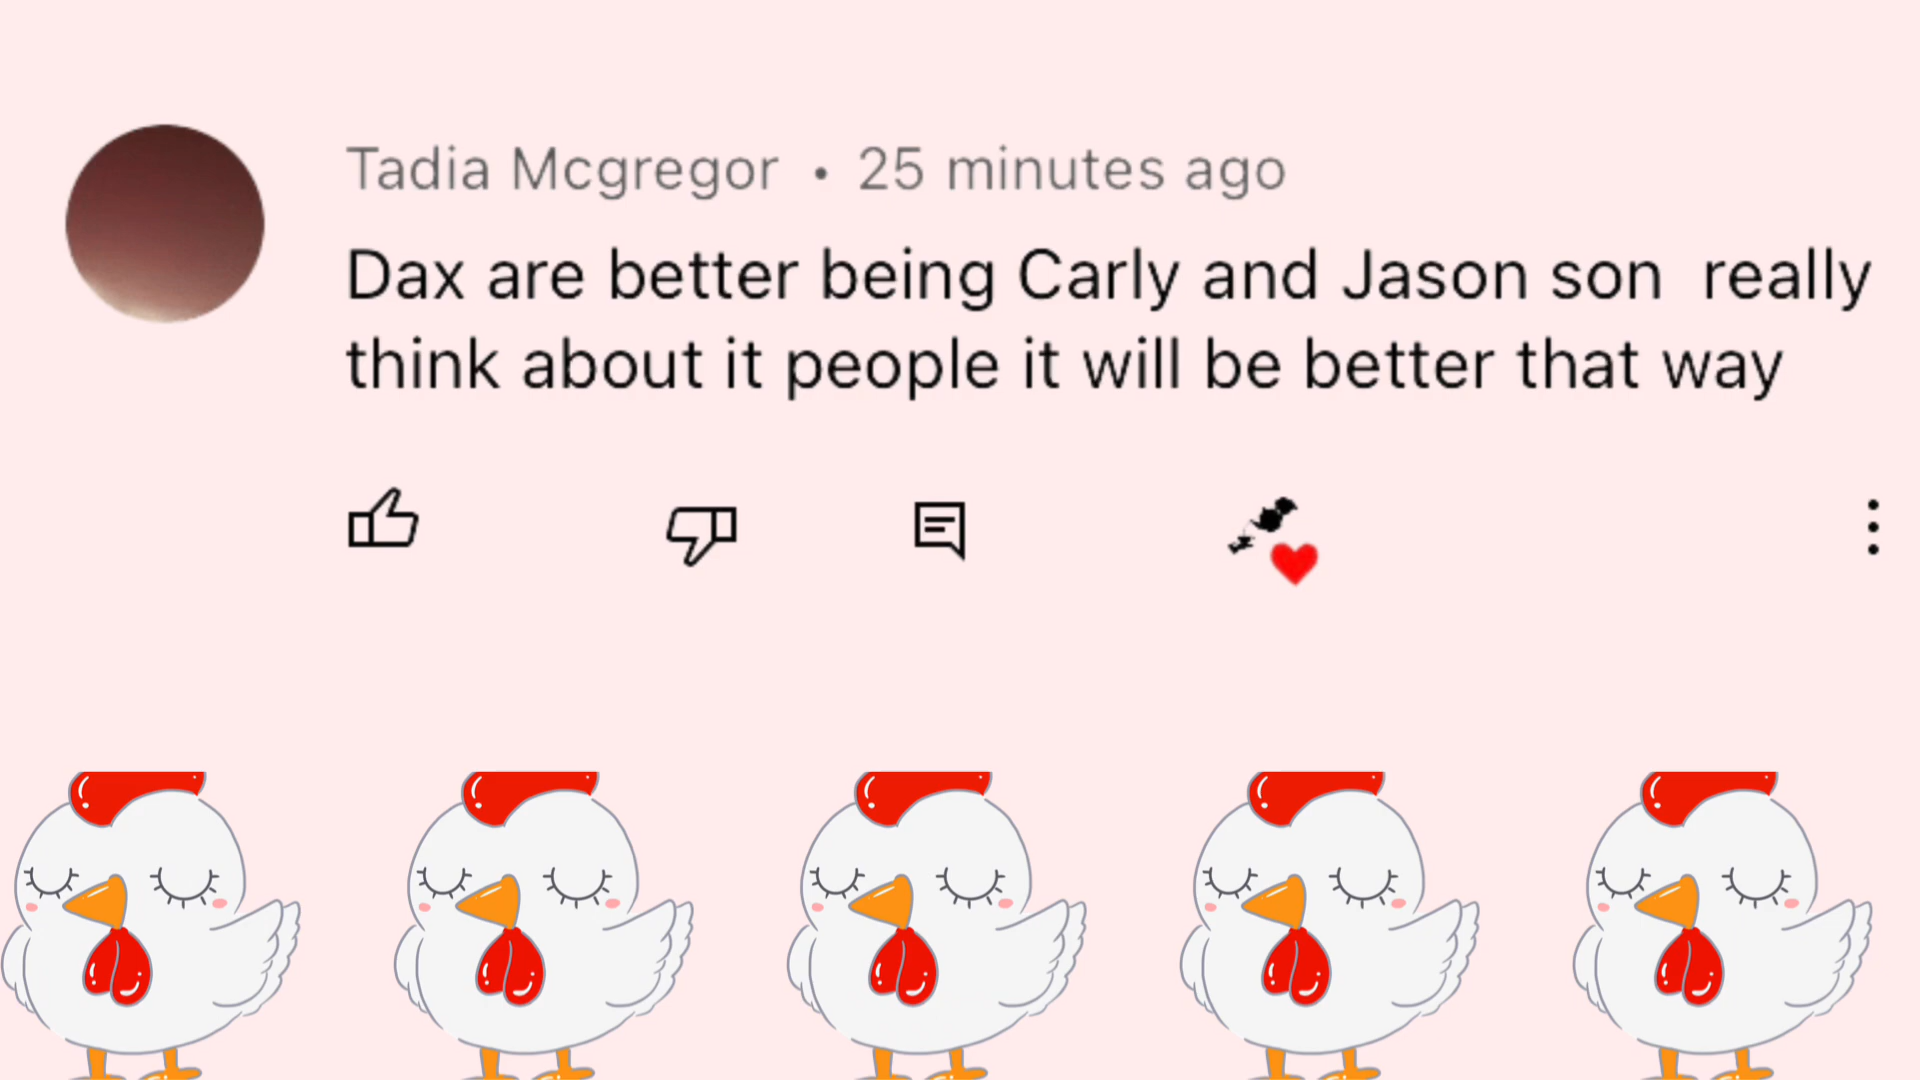 Tadia Mcgregor • 25 minutes ago
Dax are better being Carly and Jason son  really
think about it people it will be better that way